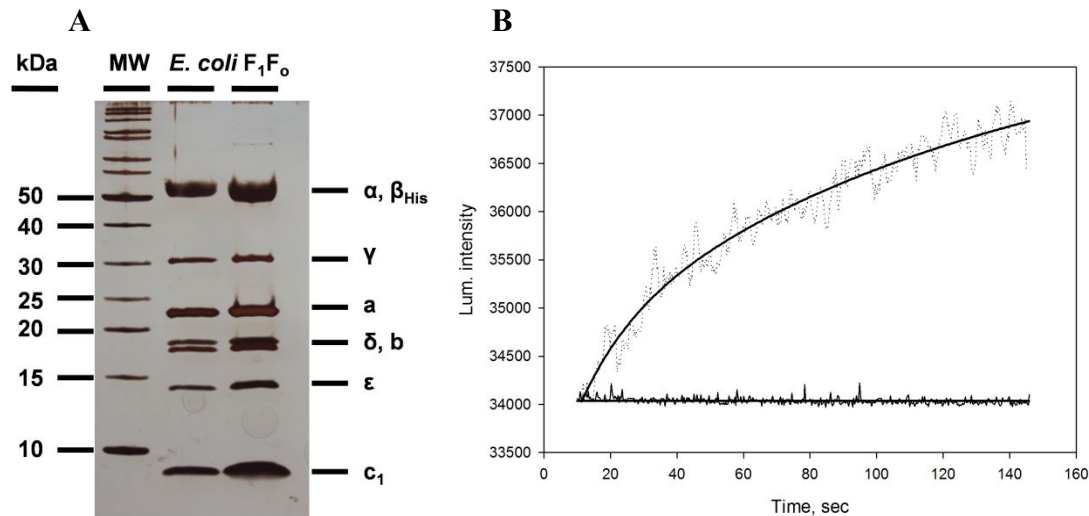 A
kDa MW E. coli F₁Fₒ
50
40
30
25
20
15
10
α, β_His
γ
a
δ, b
ε
c₁
B
37500
37000
36500
36000
35500
35000
34500
34000
33500
Lum. intensity
0 20 40 60 80 100 120 140 160
Time, sec